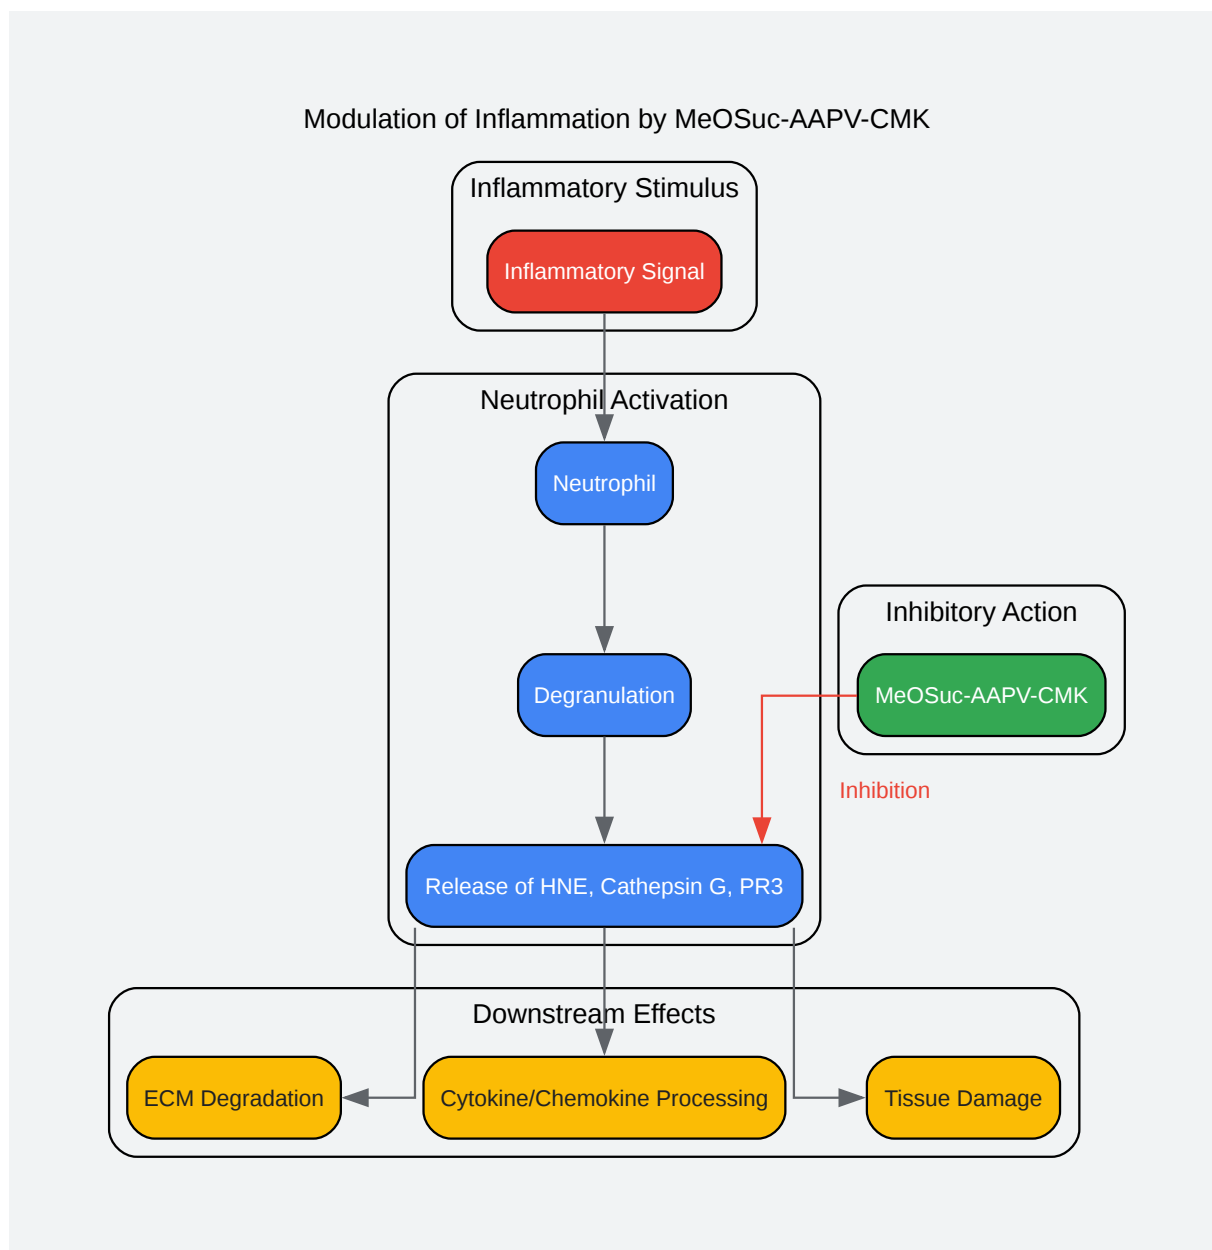 Modulation of Inflammation by MeOSuc-AAPV-CMK
Inflammatory Stimulus
Inflammatory Signal
Neutrophil Activation
Neutrophil
Inhibitory Action
Degranulation
MeOSuc-AAPV-CMK
Inhibition
Release of HNE, Cathepsin G, PR3
Downstream Effects
ECM Degradation
Cytokine/Chemokine Processing
Tissue Damage